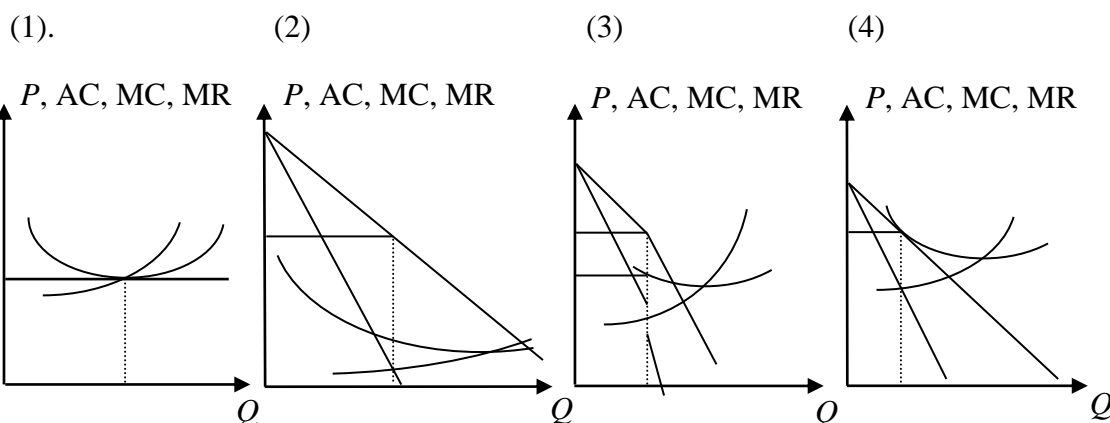 (1). (2) (3) (4)
P, AC, MC, MR P, AC, MC, MR P, AC, MC, MR P, AC, MC, MR
Q Q Q Q